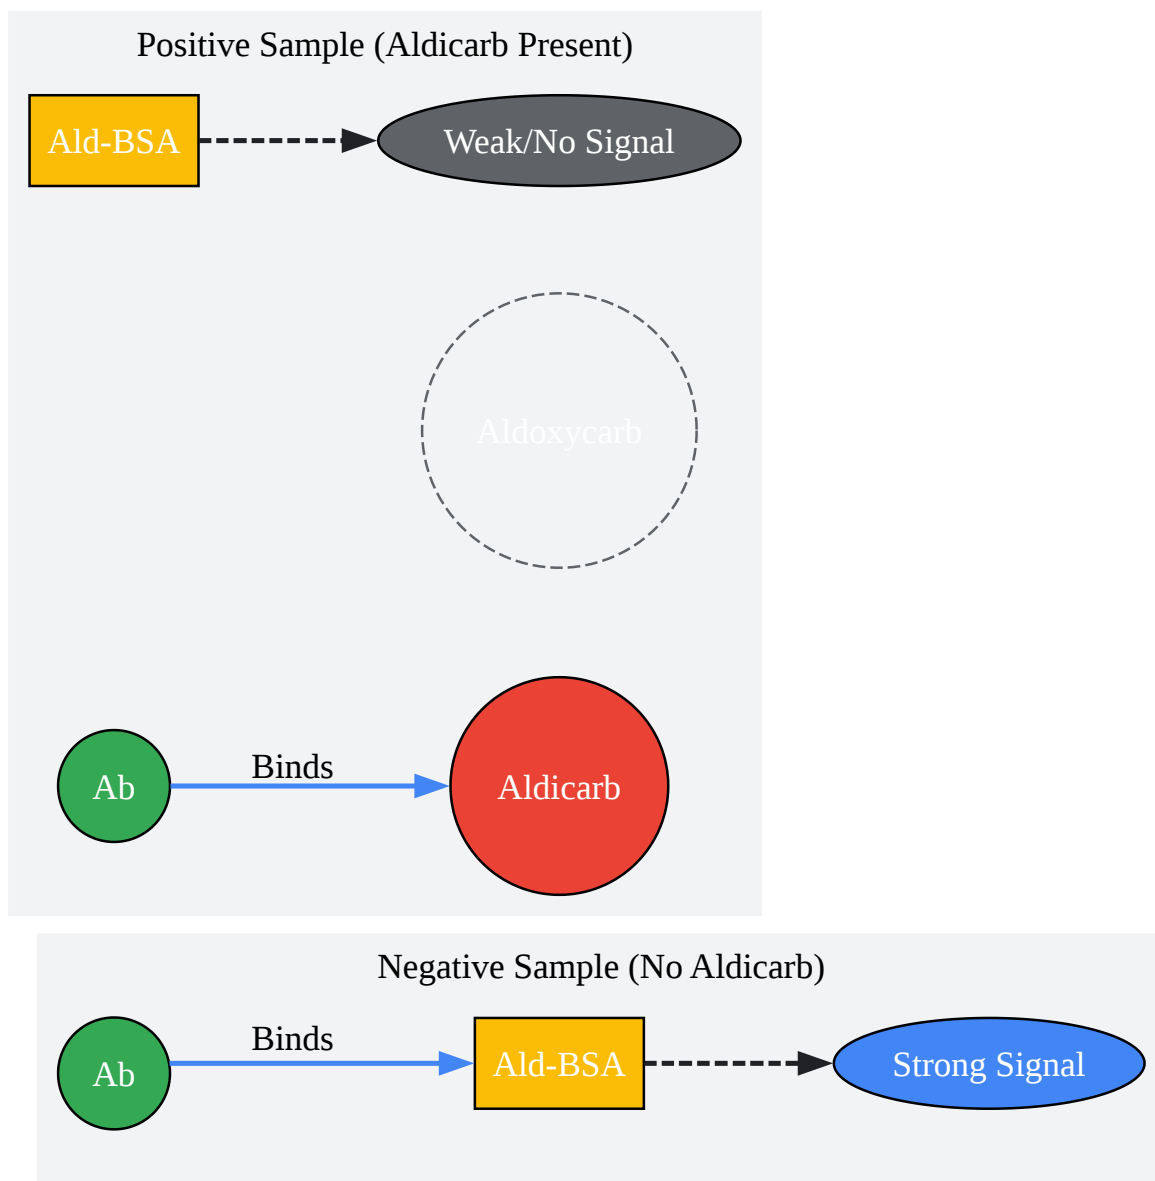 Positive Sample (Aldicarb Present)
Ald-BSA
Weak/No Signal
Aldoxycarb
Ab
Binds
Aldicarb
Negative Sample (No Aldicarb)
Ab
Binds
Ald-BSA
Strong Signal